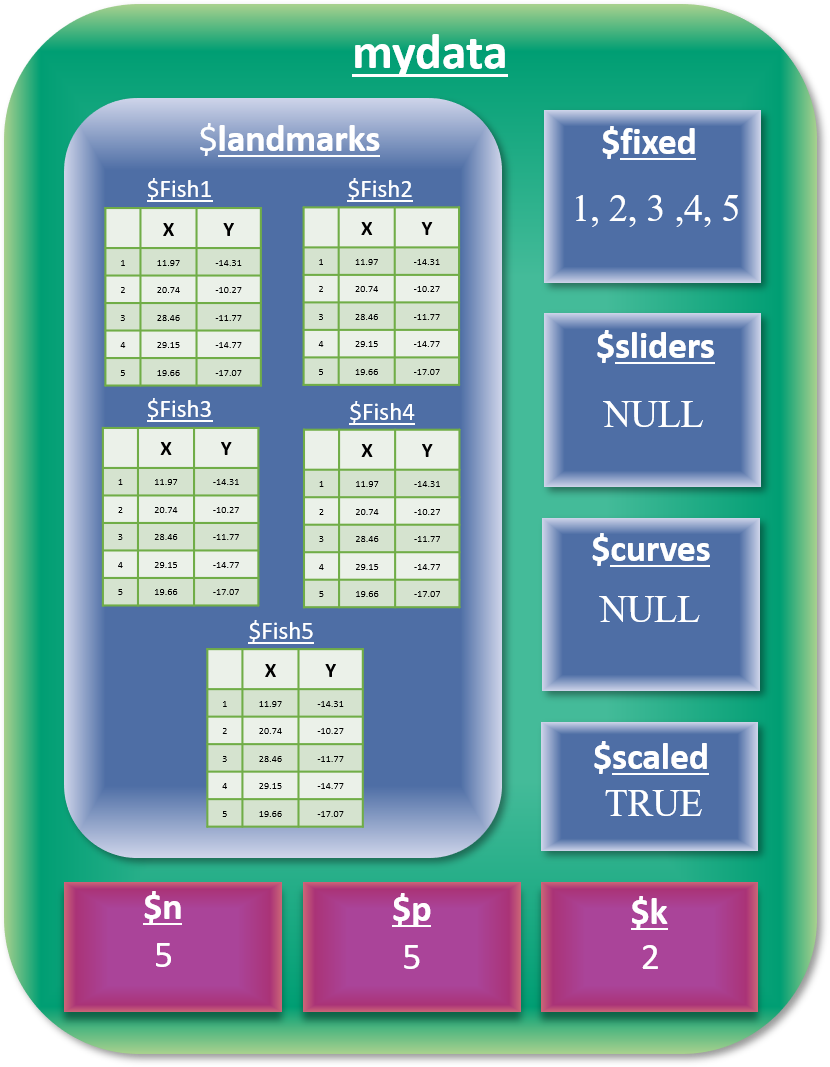 mydata
$landmarks
$Fish1
X Y
1 11.97 -14.31
2 20.74 -10.27
3 28.46 -11.77
4 29.15 -14.77
5 19.66 -17.07
$Fish2
X Y
1 11.97 -14.31
2 20.74 -10.27
3 28.46 -11.77
4 29.15 -14.77
5 19.66 -17.07
$Fish3
X Y
1 11.97 -14.31
2 20.74 -10.27
3 28.46 -11.77
4 29.15 -14.77
5 19.66 -17.07
$Fish4
X Y
1 11.97 -14.31
2 20.74 -10.27
3 28.46 -11.77
4 29.15 -14.77
5 19.66 -17.07
$Fish5
X Y
1 11.97 -14.31
2 20.74 -10.27
3 28.46 -11.77
4 29.15 -14.77
5 19.66 -17.07
$fixed
1, 2, 3 ,4, 5
$sliders
NULL
$curves
NULL
$scaled
TRUE
$n
5
$p
5
$k
2